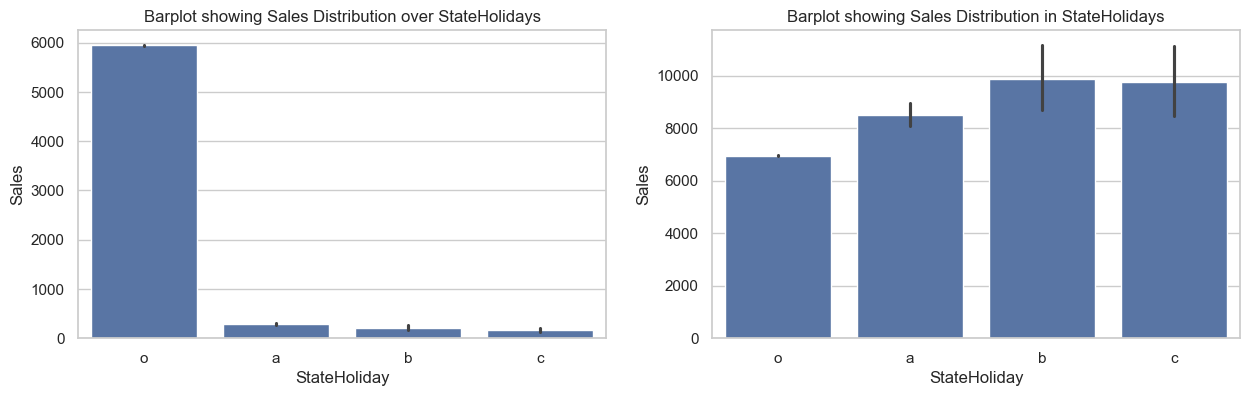 Barplot showing Sales Distribution over StateHolidays
6000
5000
4000
3000
2000
1000
0
Sales
o a b c
StateHoliday
Barplot showing Sales Distribution in StateHolidays
10000
8000
6000
4000
2000
0
Sales
o a b c
StateHoliday